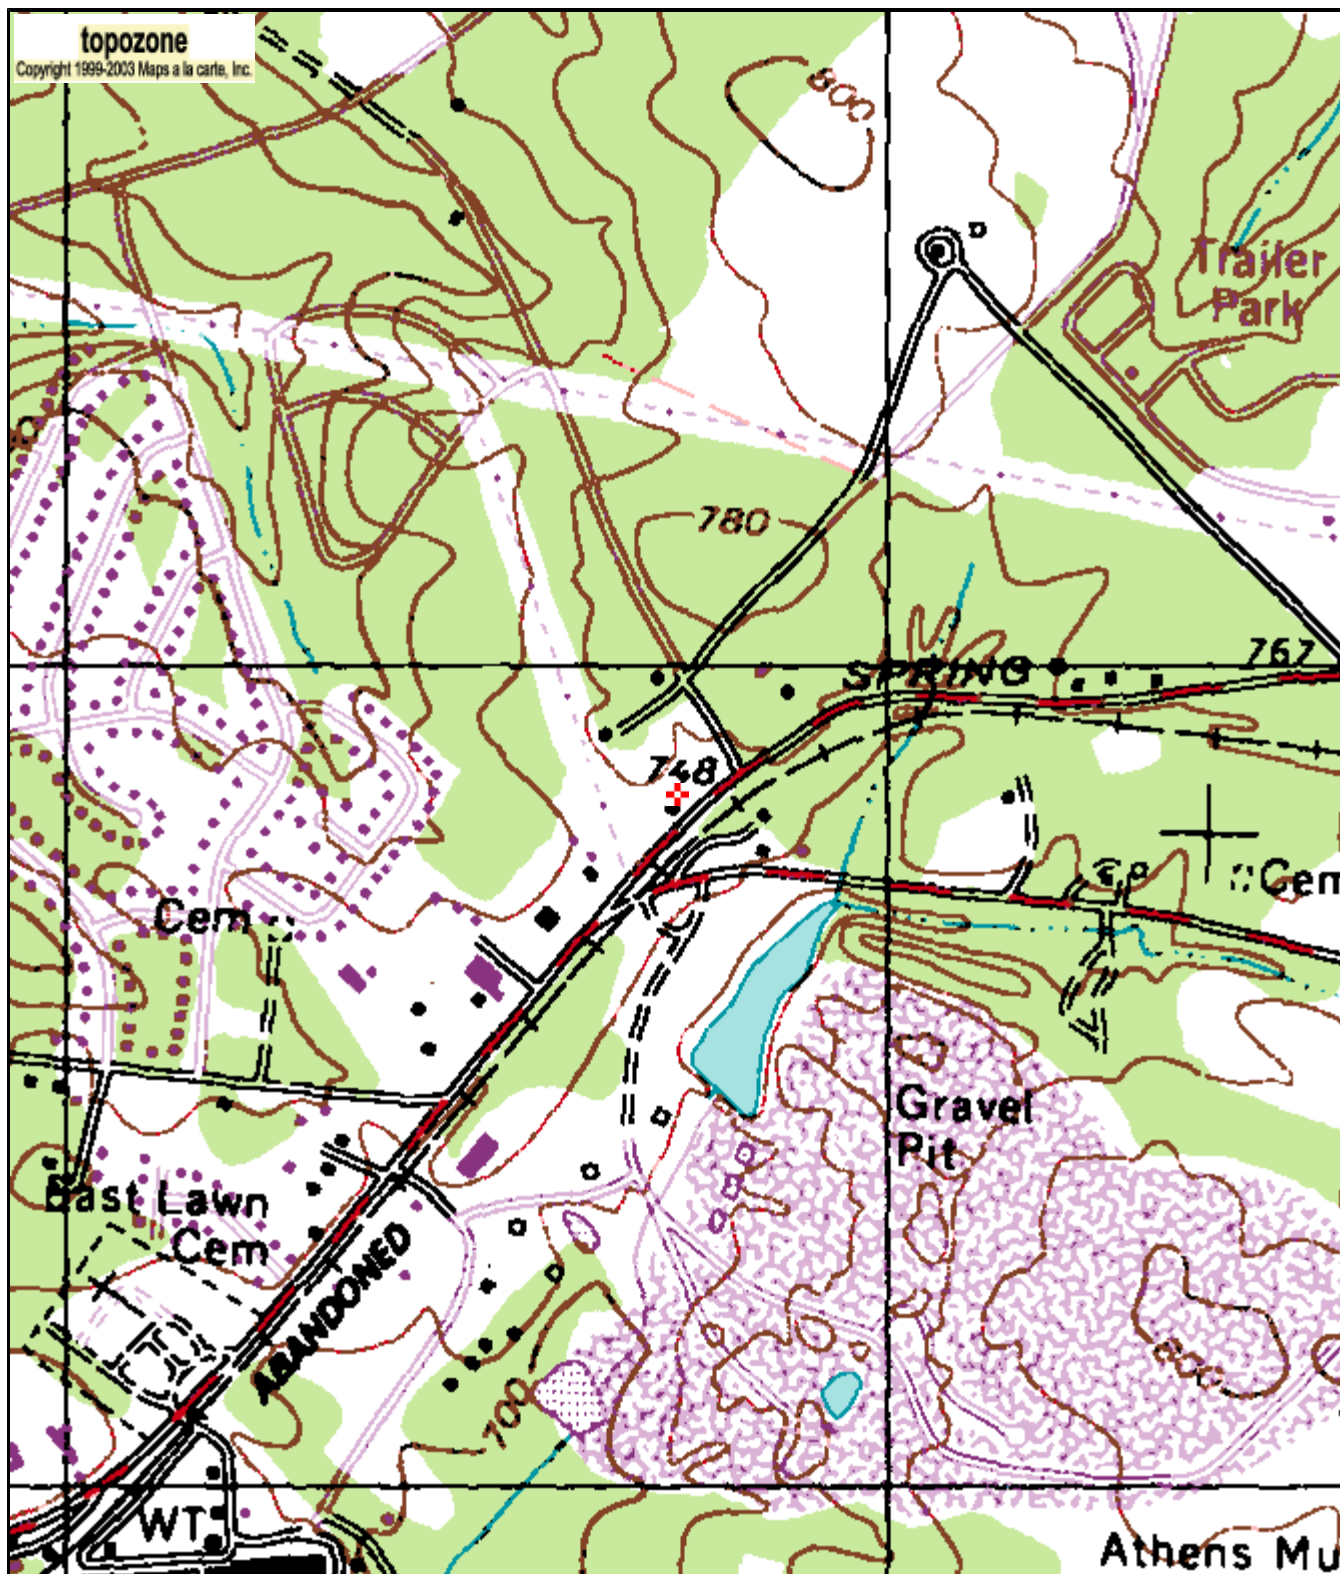 topozone
Copyright 1999-2003 Maps a la carte, Inc.
800
Trailer
Park
780
767
SPRING
748
Cem
Cem
Gravel
Pit
East Lawn
Cem
ABANDONED
800
700
WT
Athens Mu